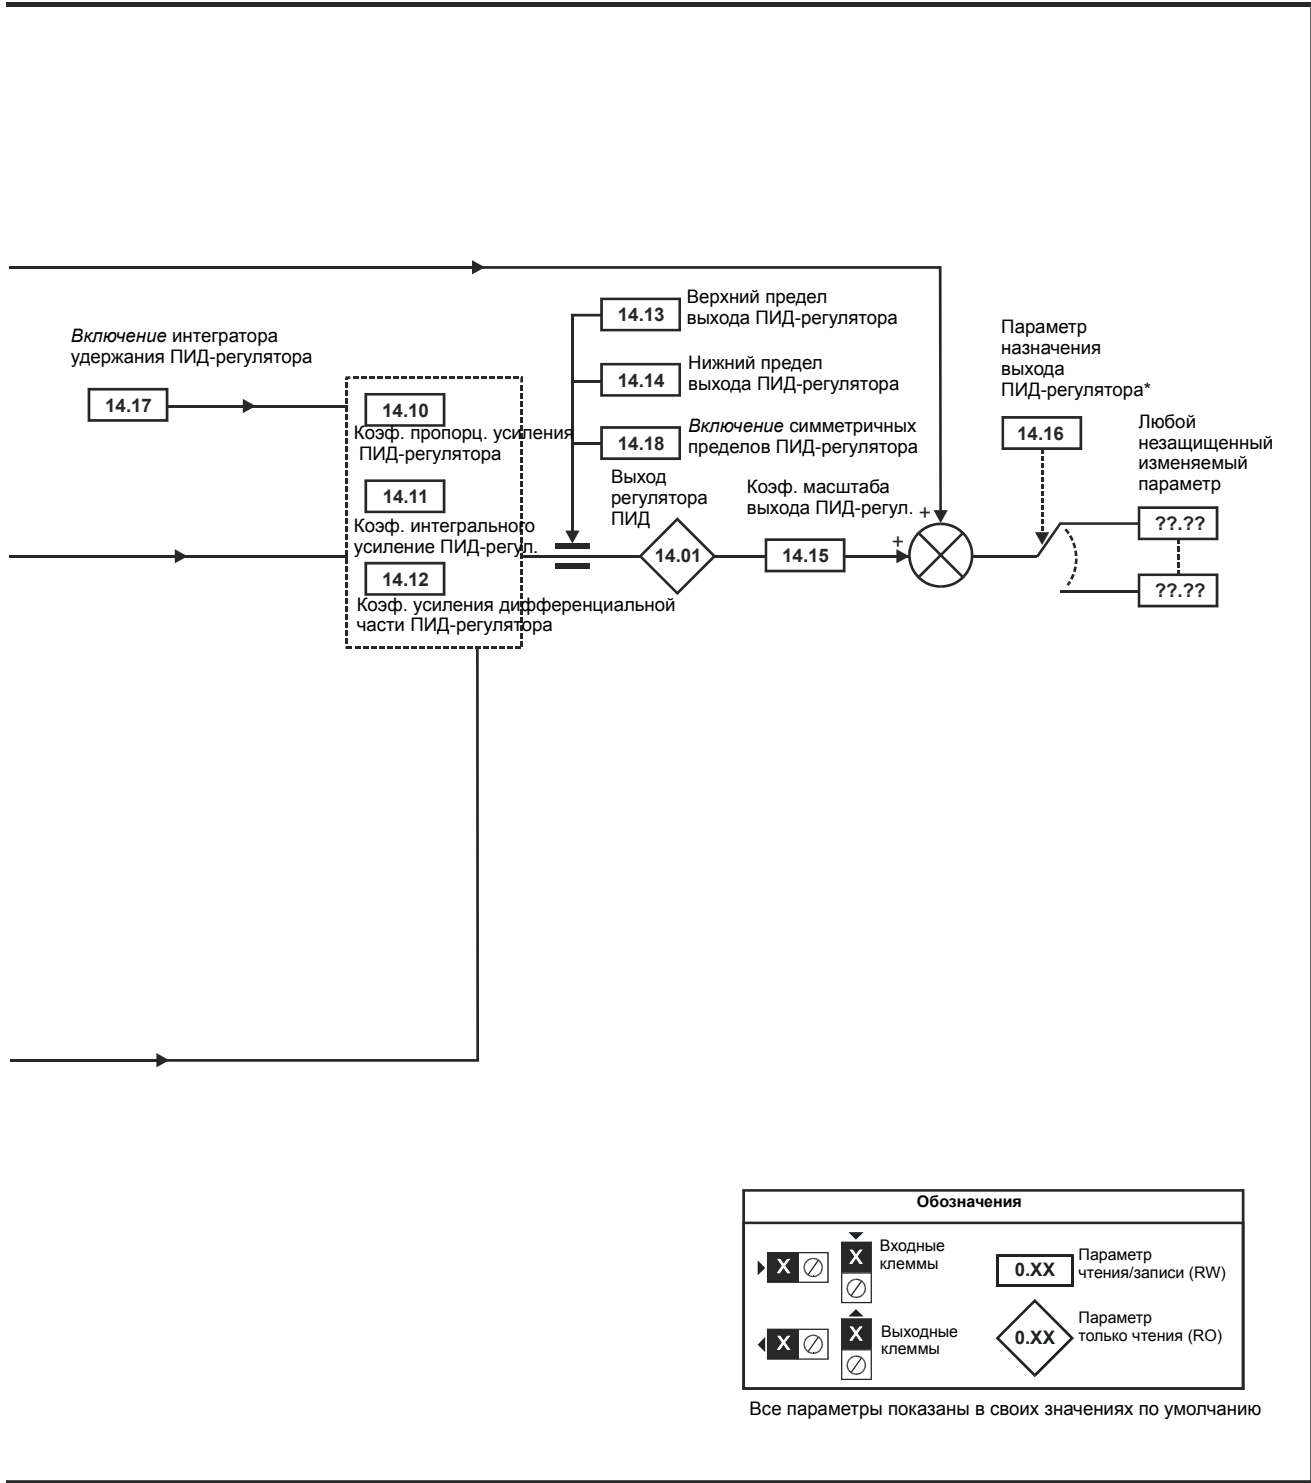 Включение интегратора
удержания ПИД-регулятора
14.17
14.10
Коэф. пропорц. усиления
ПИД-регулятора
14.11
Коэф. интегрального
усиление ПИД-регул.
14.12
Коэф. усиления дифференциальной
части ПИД-регулятора
14.13
Верхний предел
выхода ПИД-регулятора
14.14
Нижний предел
выхода ПИД-регулятора
14.18
Включение симметричных
пределов ПИД-регулятора
Выход
регулятора
ПИД
14.01
Коэф. масштаба
выхода ПИД-регул.
14.15
+
+
Параметр
назначения
выхода
ПИД-регулятора*
14.16
Любой
незащищенный
изменяемый
параметр
??.??
??.??
Обозначения
X
X
Входные
клеммы
0.XX
Параметр
чтения/записи (RW)
X
X
Выходные
клеммы
0.XX
Параметр
только чтения (RO)
Все параметры показаны в своих значениях по умолчанию